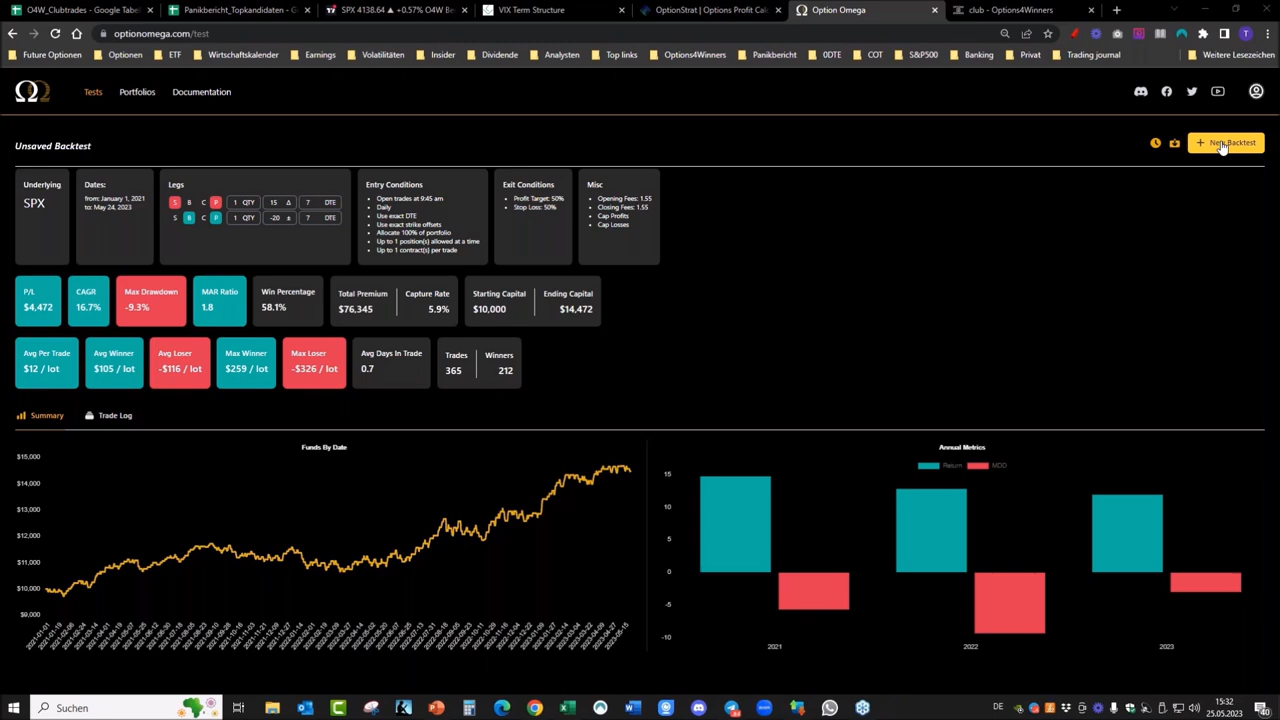 O4W_Clubtrades - Google Tabel
Panikbericht_Topkandidaten - G
SPX 4138.64 ▲ +0.57% O4W Be
VIX Term Structure
OptionStrat | Options Profit Calc
Option Omega
club - Options4Winners
optionomega.com/test
Future Optionen
Optionen
ETF
Wirtschaftskalender
Earnings
Volatilitäten
Insider
Dividende
Analysten
Top links
Options4Winners
Panikbericht
0DTE
COT
S&P500
Banking
Privat
Trading journal
Weitere Lesezeichen
Tests
Portfolios
Documentation
Unsaved Backtest
+ New Backtest
Underlying
SPX
Dates:
from: January 1, 2021
to: May 24, 2023
Legs
S B C P 1 QTY 15 Δ 7 DTE
S B C P 1 QTY -20 ± 7 DTE
Entry Conditions
• Open trades at 9:45 am
• Daily
• Use exact DTE
• Use exact strike offsets
• Allocate 100% of portfolio
• Up to 1 position(s) allowed at a time
• Up to 1 contract(s) per trade
Exit Conditions
• Profit Target: 50%
• Stop Loss: 50%
Misc
• Opening Fees: 1.55
• Closing Fees: 1.55
• Cap Profits
• Cap Losses
P/L
$4,472
CAGR
16.7%
Max Drawdown
-9.3%
MAR Ratio
1.8
Win Percentage
58.1%
Total Premium
$76,345
Capture Rate
5.9%
Starting Capital
$10,000
Ending Capital
$14,472
Avg Per Trade
$12 / lot
Avg Winner
$105 / lot
Avg Loser
-$116 / lot
Max Winner
$259 / lot
Max Loser
-$326 / lot
Avg Days In Trade
0.7
Trades
365
Winners
212
Summary
Trade Log
Funds By Date
$15,000
$14,000
$13,000
$12,000
$11,000
$10,000
$9,000
Annual Metrics
Return
MDD
15
10
5
0
-5
-10
2021
2022
2023
Suchen
DE
15:32
25.05.2023
40